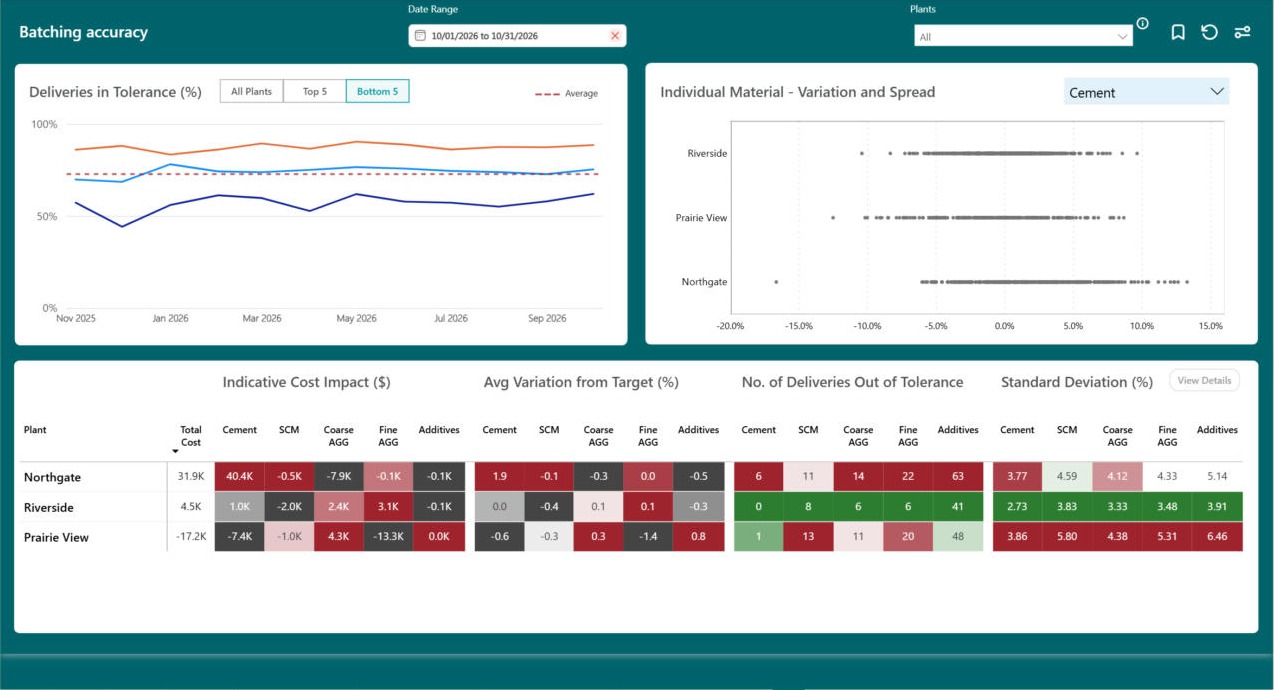 Date Range
Plants
Batching accuracy
10/01/2026 to 10/31/2026
All
Deliveries in Tolerance (%)
All Plants Top 5 Bottom 5
Average
100%
50%
0%
Nov 2025 Jan 2026 Mar 2026 May 2026 Jul 2026 Sep 2026
Individual Material - Variation and Spread
Cement
Riverside
Prairie View
Northgate
-20.0% -15.0% -10.0% -5.0% 0.0% 5.0% 10.0% 15.0%
Indicative Cost Impact ($) Avg Variation from Target (%) No. of Deliveries Out of Tolerance Standard Deviation (%) View Details
Plant Total Cost Cement SCM Coarse AGG Fine AGG Additives Cement SCM Coarse AGG Fine AGG Additives Cement SCM Coarse AGG Fine AGG Additives Cement SCM Coarse AGG Fine AGG Additives
Northgate 31.9K 40.4K -0.5K -7.9K -0.1K -0.1K 1.9 -0.1 -0.3 0.0 -0.5 6 11 14 22 63 3.77 4.59 4.12 4.33 5.14
Riverside 4.5K 1.0K -2.0K 2.4K 3.1K -0.1K 0.0 -0.4 0.1 0.1 -0.3 0 8 6 6 41 2.73 3.83 3.33 3.48 3.91
Prairie View -17.2K -7.4K -1.0K 4.3K -13.3K 0.0K -0.6 -0.3 0.3 -1.4 0.8 1 13 11 20 48 3.86 5.80 4.38 5.31 6.46